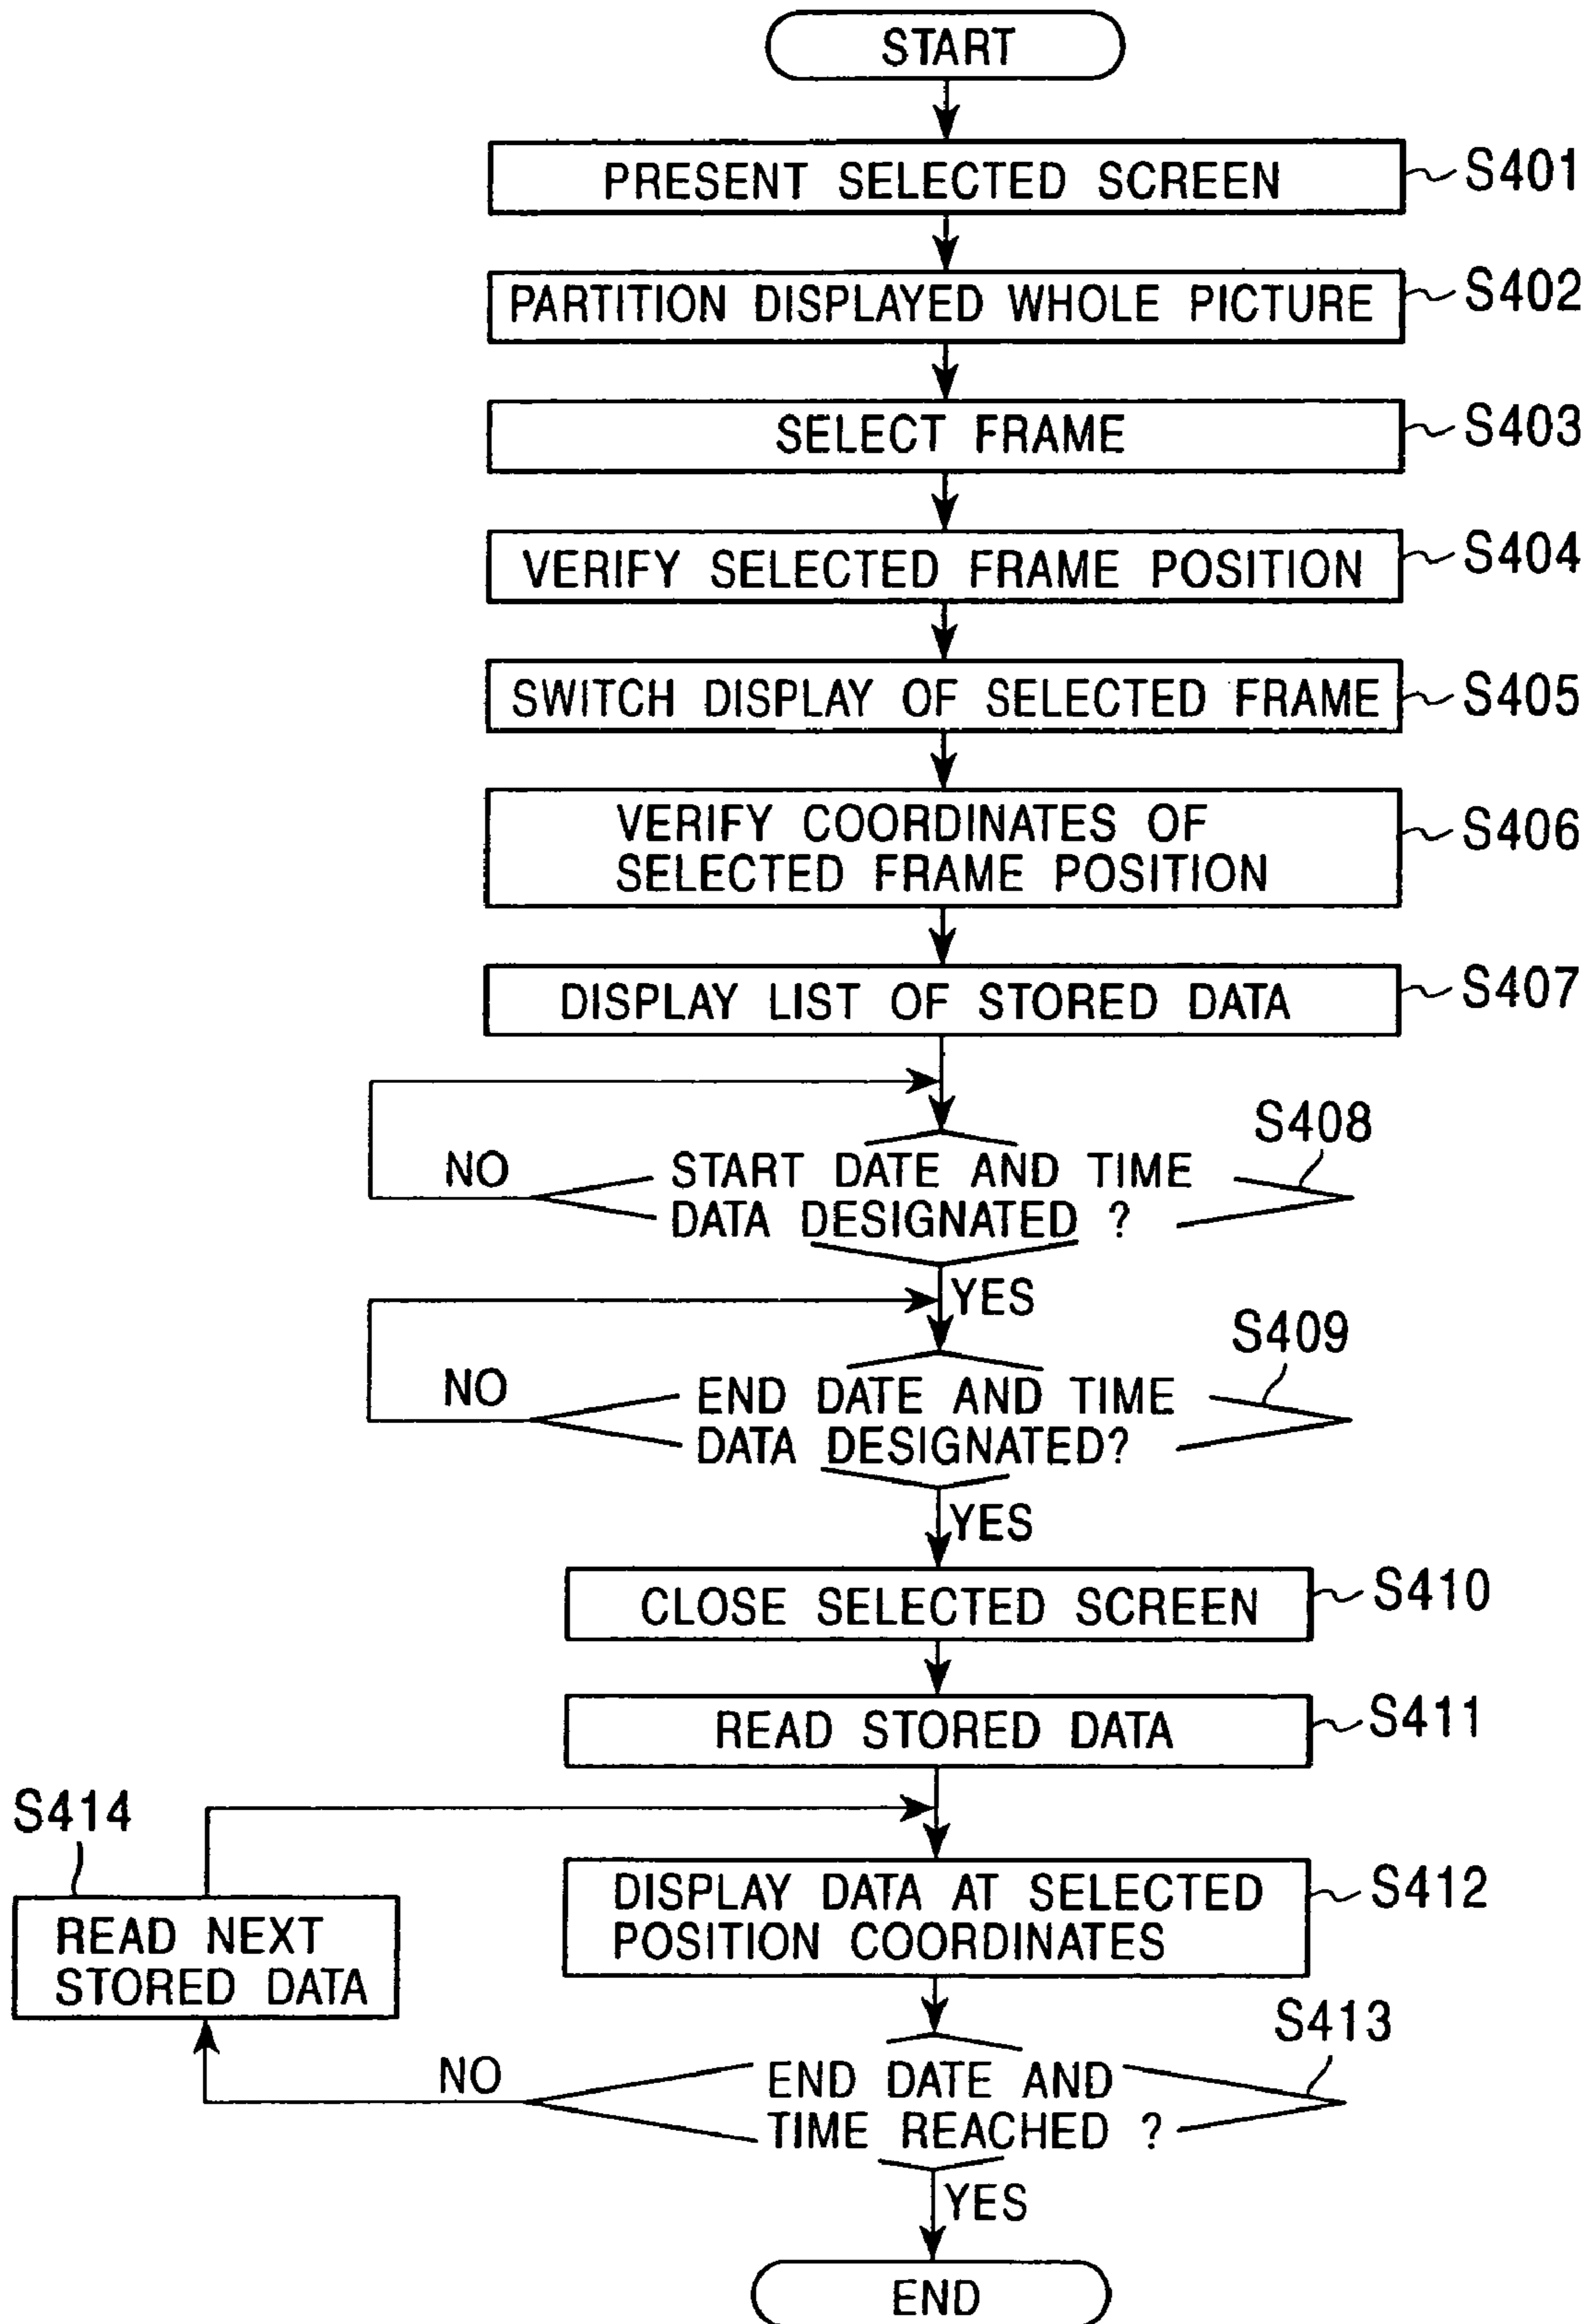 START
PRESENT SELECTED SCREEN
S401
PARTITION DISPLAYED WHOLE PICTURE
S402
SELECT FRAME
S403
VERIFY SELECTED FRAME POSITION
S404
SWITCH DISPLAY OF SELECTED FRAME
S405
VERIFY COORDINATES OF
SELECTED FRAME POSITION
S406
DISPLAY LIST OF STORED DATA
S407
S408
NO
START DATE AND TIME
DATA DESIGNATED ?
YES
S409
NO
END DATE AND TIME
DATA DESIGNATED?
YES
CLOSE SELECTED SCREEN
S410
READ STORED DATA
S411
S414
READ NEXT
STORED DATA
DISPLAY DATA AT SELECTED
POSITION COORDINATES
S412
S413
NO
END DATE AND
TIME REACHED ?
YES
END